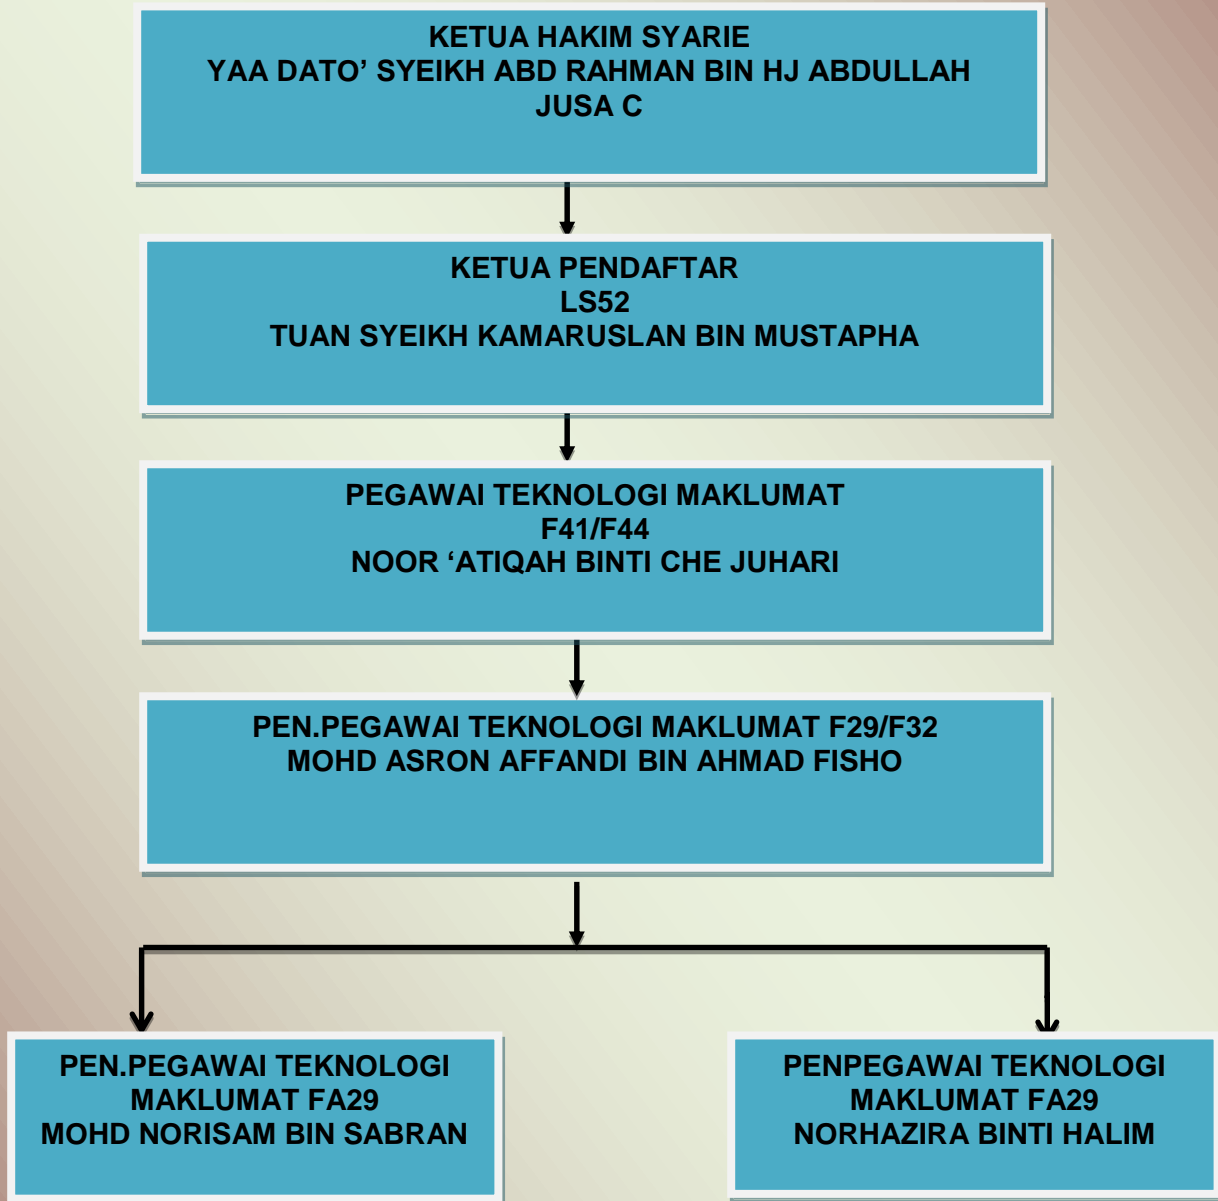 KETUA HAKIM SYARIE
YAA DATO’ SYEIKH ABD RAHMAN BIN HJ ABDULLAH
JUSA C
KETUA PENDAFTAR
LS52
TUAN SYEIKH KAMARUSLAN BIN MUSTAPHA
PEGAWAI TEKNOLOGI MAKLUMAT
F41/F44
NOOR ‘ATIQAH BINTI CHE JUHARI
PEN.PEGAWAI TEKNOLOGI MAKLUMAT F29/F32
MOHD ASRON AFFANDI BIN AHMAD FISHO
PEN.PEGAWAI TEKNOLOGI
MAKLUMAT FA29
MOHD NORISAM BIN SABRAN
PENPEGAWAI TEKNOLOGI
MAKLUMAT FA29
NORHAZIRA BINTI HALIM